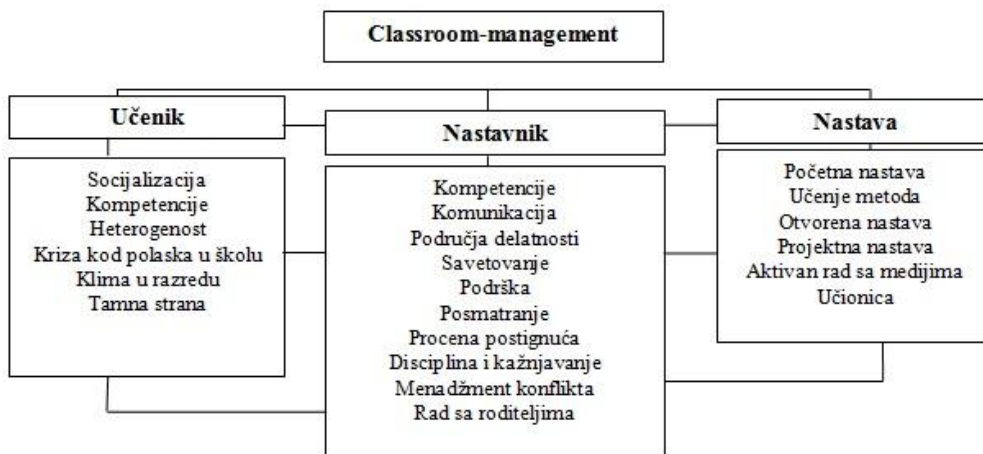 Classroom-management
Učenik
Socijalizacija
Kompetencije
Heterogenost
Kriza kod polaska u školu
Klima u razredu
Tamna strana
Nastavnik
Kompetencije
Komunikacija
Područja delatnosti
Savetovanje
Podrška
Posmatranje
Procena postignuća
Disciplina i kažnjavanje
Menadžment konflikta
Rad sa roditeljima
Nastava
Početna nastava
Učenje metoda
Otvorena nastava
Projektna nastava
Aktivan rad sa medijima
Učionica